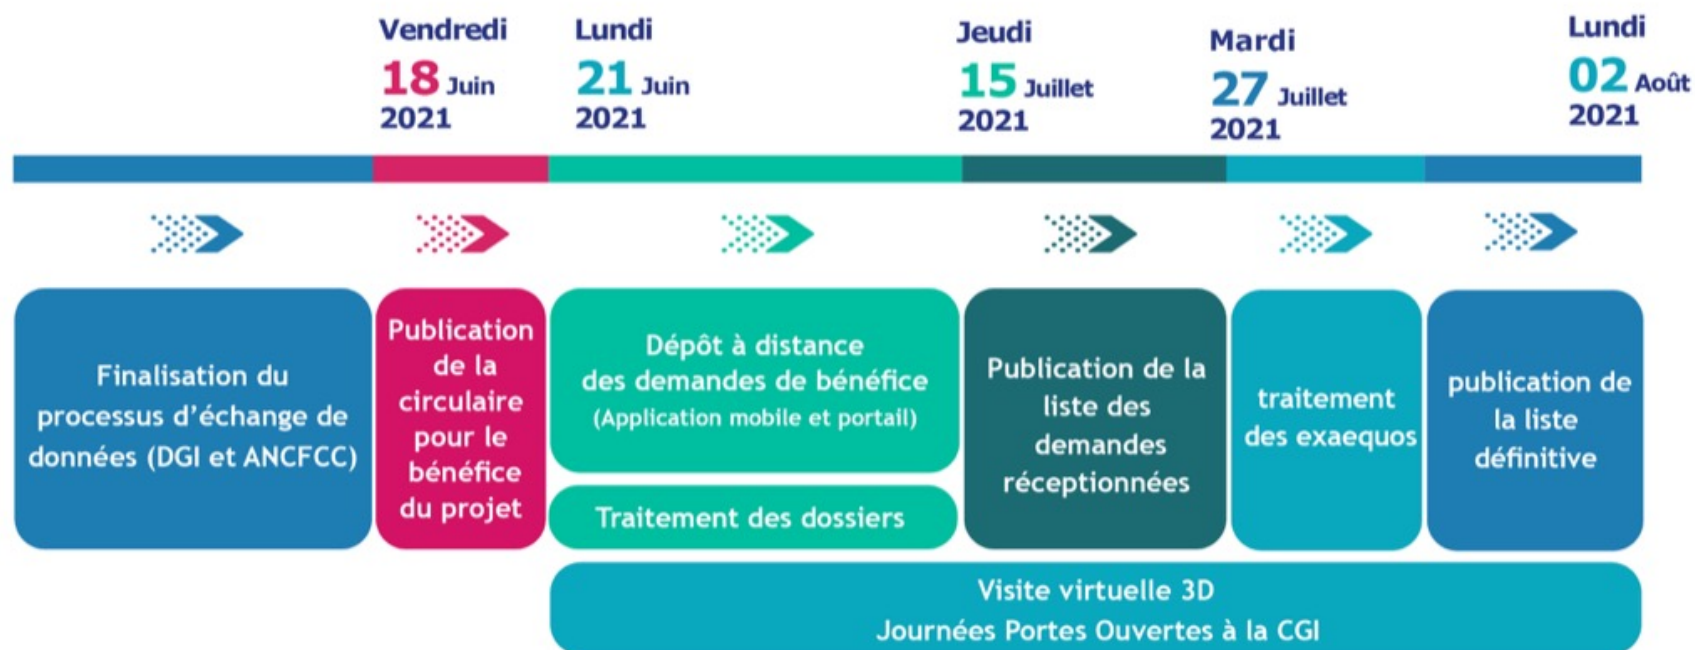 Vendredi
18 Juin
2021
Lundi
21 Juin
2021
Jeudi
15 Juillet
2021
Mardi
27 Juillet
2021
Lundi
02 Août
2021
Finalisation du
processus d'échange de
données (DGI et ANCFCC)
Publication
de la
circulaire
pour le
bénéfice
du projet
Dépôt à distance
des demandes de bénéfice
(Application mobile et portail)
Traitement des dossiers
Publication de la
liste des
demandes
réceptionnées
traitement
des exaequos
publication de
la liste
définitive
Visite virtuelle 3D
Journées Portes Ouvertes à la CGI